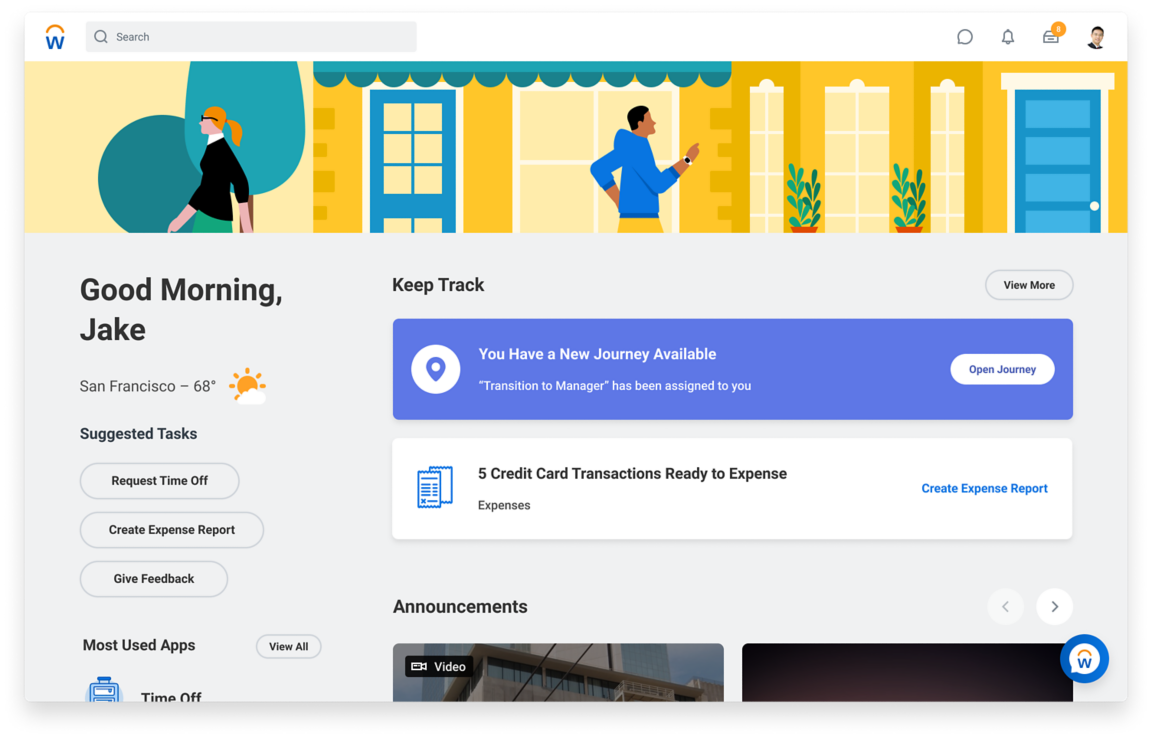 W
Search
8
Good Morning,
Jake
San Francisco – 68°
Suggested Tasks
Request Time Off
Create Expense Report
Give Feedback
Most Used Apps
View All
Time Off
Keep Track
View More
You Have a New Journey Available
“Transition to Manager” has been assigned to you
Open Journey
5 Credit Card Transactions Ready to Expense
Expenses
Create Expense Report
Announcements
Video
W